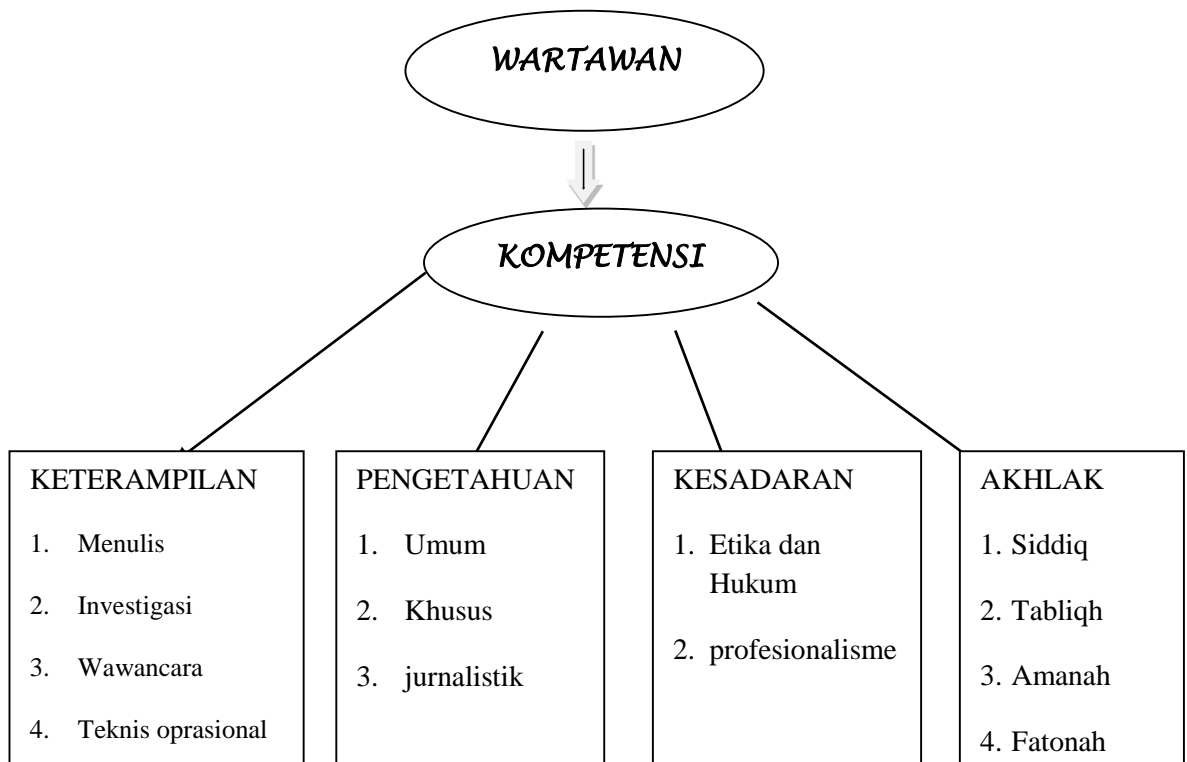 WARTAWAN
KOMPETENSI
KETERAMPILAN
1. Menulis
2. Investigasi
3. Wawancara
4. Teknis oprasional
PENGETAHUAN
1. Umum
2. Khusus
3. jurnalistik
KESADARAN
1. Etika dan
Hukum
2. profesionalisme
AKHLAK
1. Siddiq
2. Tabliqh
3. Amanah
4. Fatonah